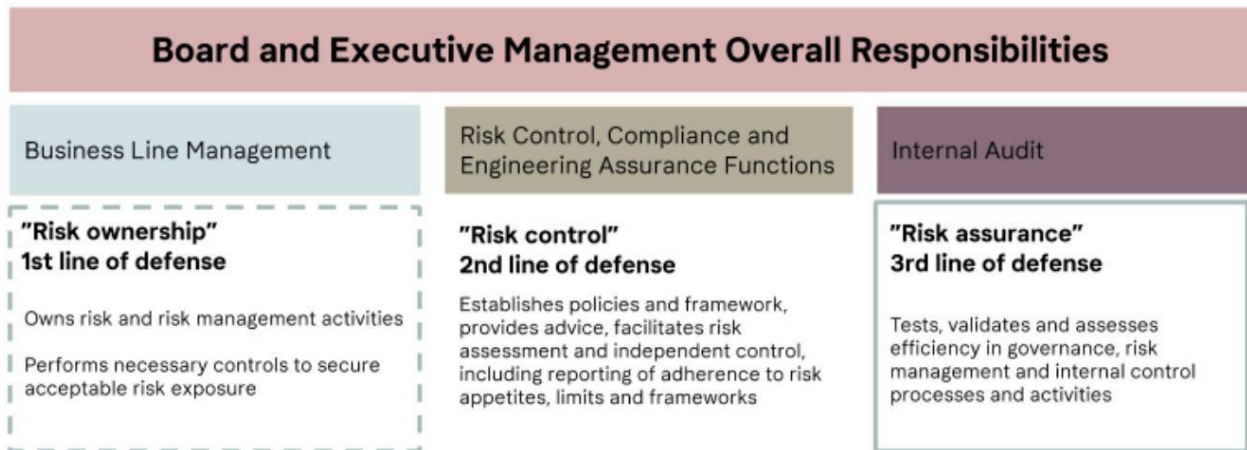 Board and Executive Management Overall Responsibilities
Business Line Management
Risk Control, Compliance and
Engineering Assurance Functions
Internal Audit
”Risk ownership”
1st line of defense
Owns risk and risk management activities
Performs necessary controls to secure
acceptable risk exposure
”Risk control”
2nd line of defense
Establishes policies and framework,
provides advice, facilitates risk
assessment and independent control,
including reporting of adherence to risk
appetites, limits and frameworks
”Risk assurance”
3rd line of defense
Tests, validates and assesses
efficiency in governance, risk
management and internal control
processes and activities